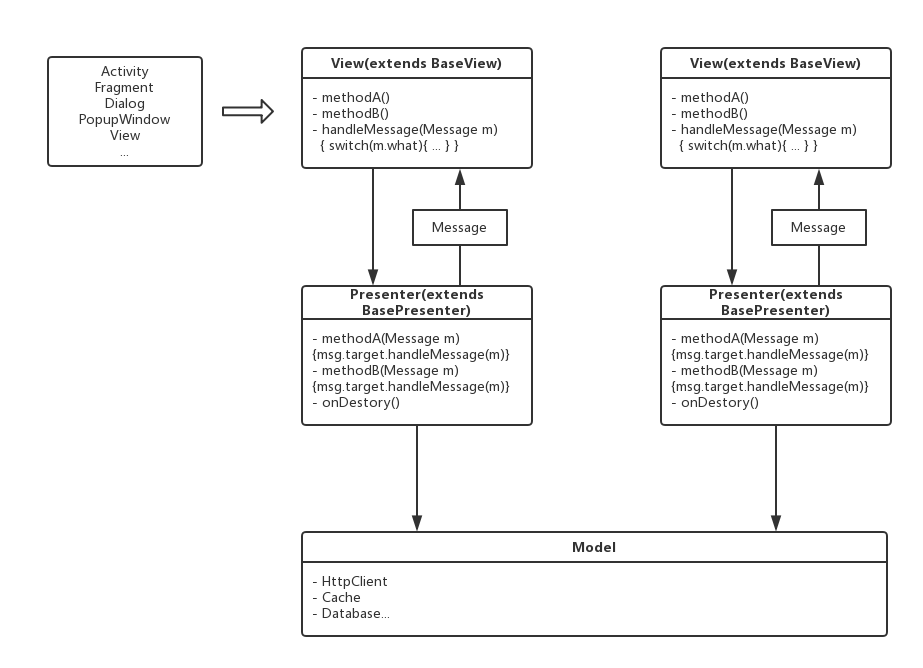 Activity
Fragment
Dialog
PopupWindow
View
...
View(extends BaseView)
- methodA()
- methodB()
- handleMessage(Message m)
{ switch(m.what){ ... } }
View(extends BaseView)
- methodA()
- methodB()
- handleMessage(Message m)
{ switch(m.what){ ... } }
Message
Message
Presenter(extends
BasePresenter)
- methodA(Message m)
{msg.target.handleMessage(m)}
- methodB(Message m)
{msg.target.handleMessage(m)}
- onDestory()
Presenter(extends
BasePresenter)
- methodA(Message m)
{msg.target.handleMessage(m)}
- methodB(Message m)
{msg.target.handleMessage(m)}
- onDestory()
Model
- HttpClient
- Cache
- Database...